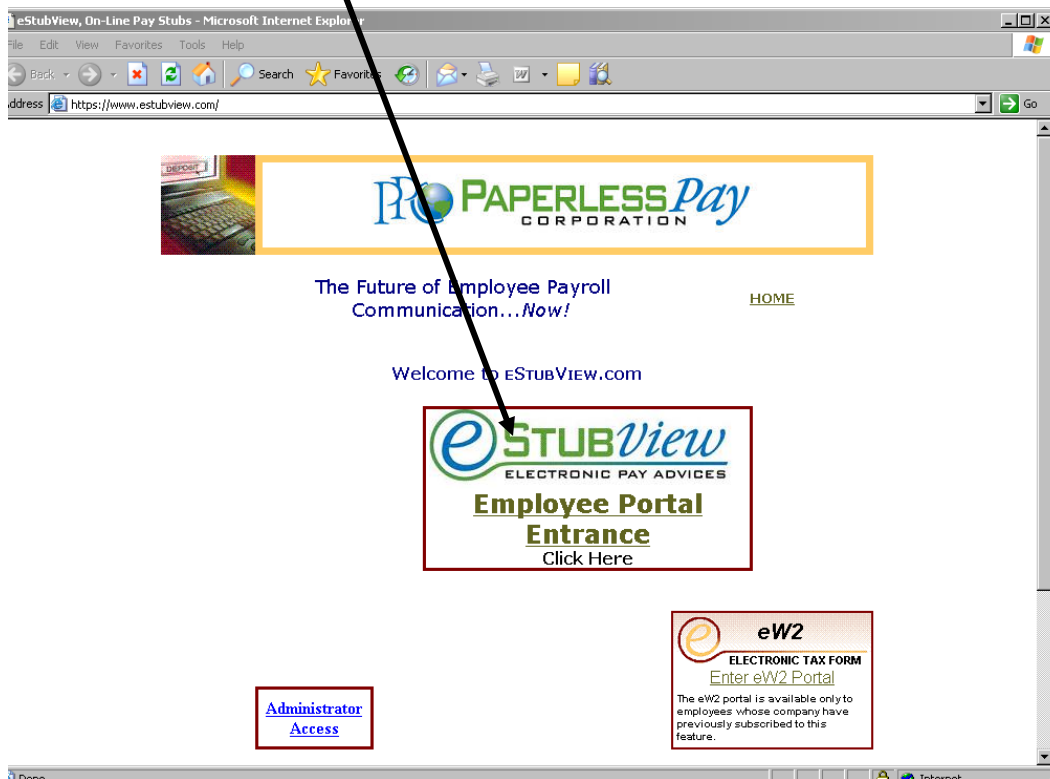 eStubView, On-Line Pay Stubs - Microsoft Internet Explorer
File Edit View Favorites Tools Help
Back Search Favorites
Address https://www.estubview.com/ Go
DEPOSIT
PPC PAPERLESS Pay
CORPORATION
The Future of Employee Payroll
Communication...Now!
HOME
Welcome to eStubView.com
eStubView
ELECTRONIC PAY ADVICES
Employee Portal
Entrance
Click Here
e
eW2
ELECTRONIC TAX FORM
Enter eW2 Portal
The eW2 portal is available only to
employees whose company have
previously subscribed to this
feature.
Administrator
Access
Done Internet